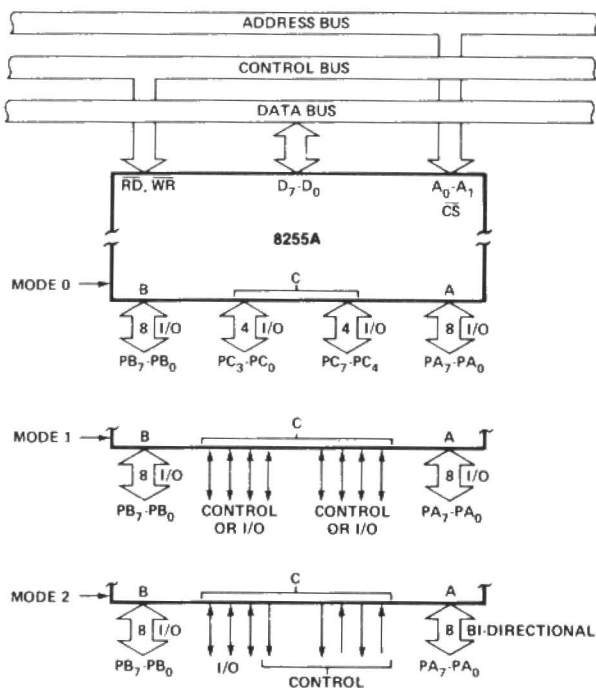 ADDRESS BUS
CONTROL BUS
DATA BUS
RD, WR
D7-D0
A0-A1
CS
8255A
MODE 0
B
C
A
8 I/O
4 I/O
4 I/O
8 I/O
PB7-PB0
PC3-PC0
PC7-PC4
PA7-PA0
MODE 1
B
C
A
8 I/O
8 I/O
PB7-PB0
CONTROL
OR I/O
CONTROL
OR I/O
PA7-PA0
MODE 2
B
C
A
8 I/O
8 BI-DIRECTIONAL
PB7-PB0
I/O
CONTROL
PA7-PA0